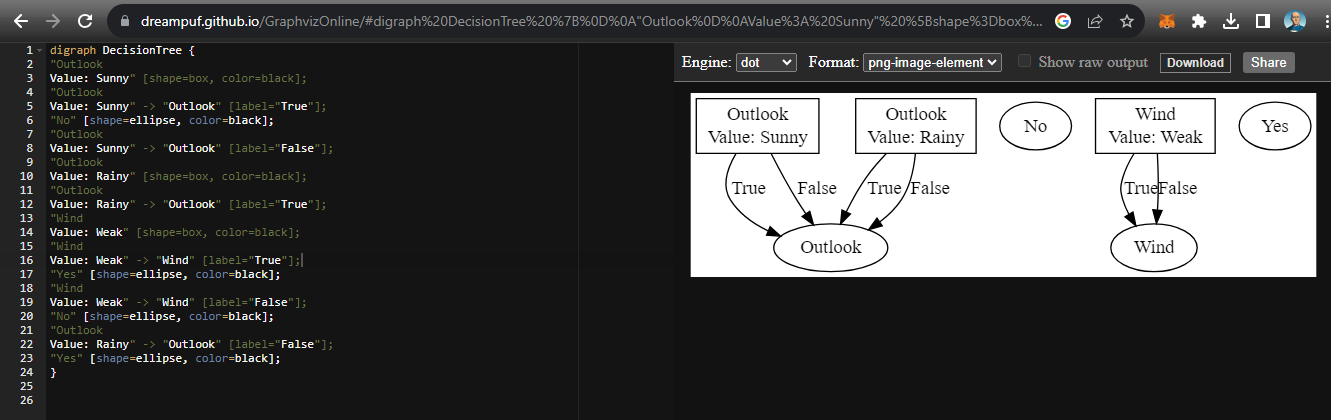 dreampuf.github.io/GraphvizOnline/#digraph%20DecisionTree%20%7B%0D%0A"Outlook%0D%0AValue%3A%20Sunny"%20%5Bshape%3Dbox%...
1 digraph DecisionTree {
2 "Outlook
3 Value: Sunny" [shape=box, color=black];
4 "Outlook
5 Value: Sunny" -> "Outlook" [label="True"];
6 "No" [shape=ellipse, color=black];
7 "Outlook
8 Value: Sunny" -> "Outlook" [label="False"];
9 "Outlook
10 Value: Rainy" [shape=box, color=black];
11 "Outlook
12 Value: Rainy" -> "Outlook" [label="True"];
13 "Wind
14 Value: Weak" [shape=box, color=black];
15 "Wind
16 Value: Weak" -> "Wind" [label="True"];
17 "Yes" [shape=ellipse, color=black];
18 "Wind
19 Value: Weak" -> "Wind" [label="False"];
20 "No" [shape=ellipse, color=black];
21 "Outlook
22 Value: Rainy" -> "Outlook" [label="False"];
23 "Yes" [shape=ellipse, color=black];
24 }
25
26
Engine: dot Format: png-image-element Show raw output Download Share
Outlook
Value: Sunny
Outlook
Value: Rainy
No
Wind
Value: Weak
Yes
True False True False True False
Outlook
Wind